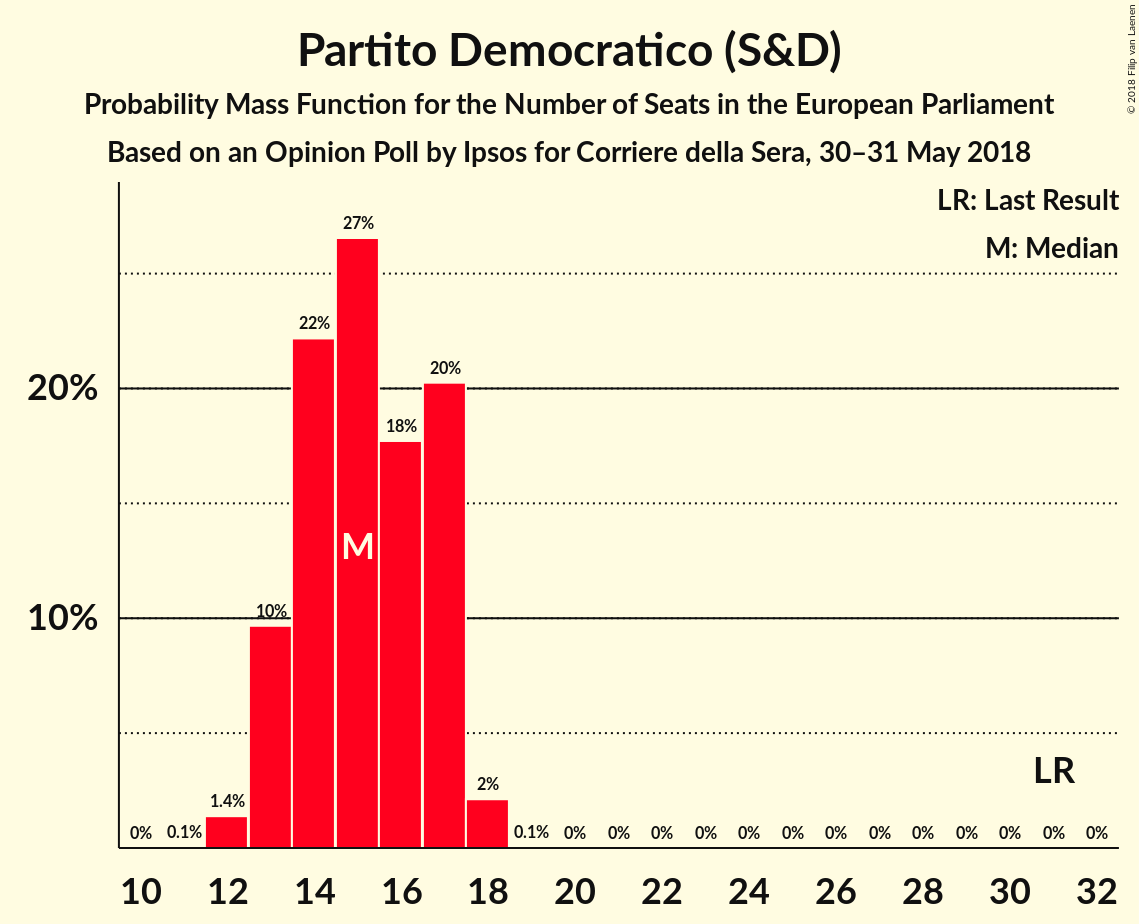 Partito Democratico (S&D)
Probability Mass Function for the Number of Seats in the European Parliament
Based on an Opinion Poll by Ipsos for Corriere della Sera, 30–31 May 2018
© 2018 Filip van Laenen
LR: Last Result
M: Median
27%
22%
20%
20%
18%
M
10%
10%
LR
2%
1.4%
0% 0.1% 0.1% 0% 0% 0% 0% 0% 0% 0% 0% 0% 0% 0% 0% 0%
10 12 14 16 18 20 22 24 26 28 30 32